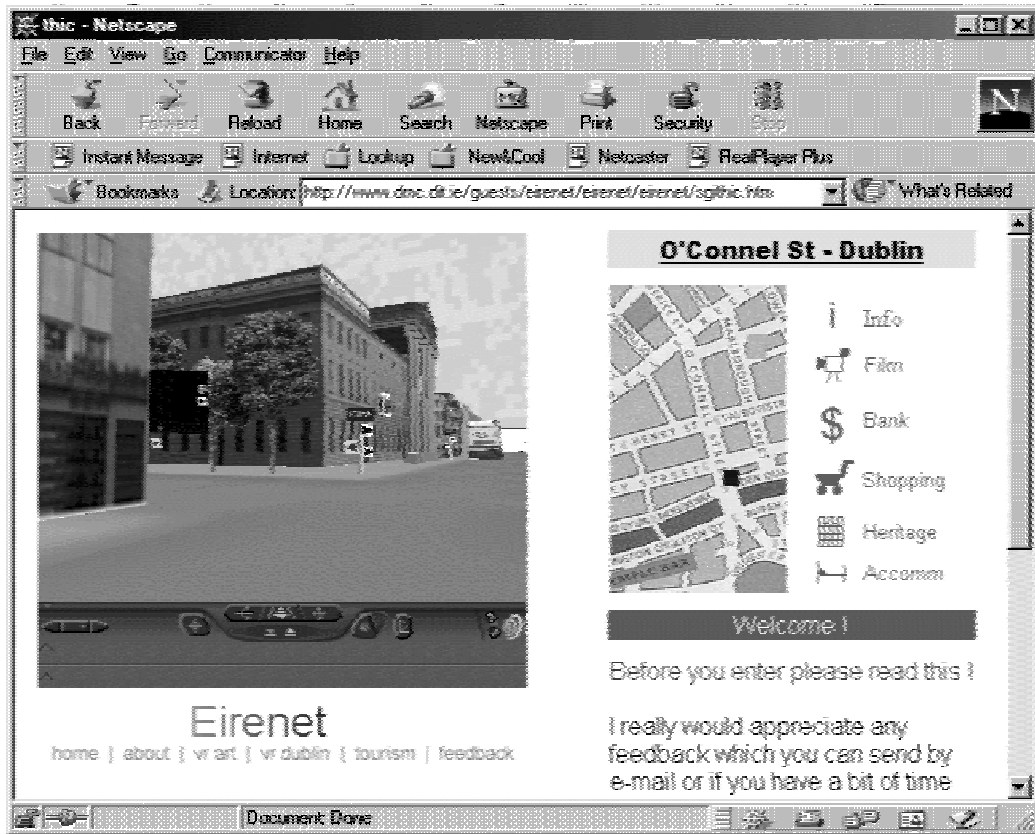 thic - Netscape
File Edit View Go Communicator Help
Back Forward Reload Home Search Netscape Print Security Stop
N
Instant Message Internet Lookup New&Cool Netcaster RealPlayer Plus
Bookmarks Location: http://www.dmc.dit.ie/guests/eirenet/eirenet/eirenet/sgithic.htm What's Related
O'Connel St - Dublin
i Info
Film
$ Bank
Shopping
Heritage
Accomm
Welcome !
Before you enter please read this !
I really would appreciate any
feedback which you can send by
e-mail or if you have a bit of time
Eirenet
home | about | vr art | vr dublin | tourism | feedback
Document: Done